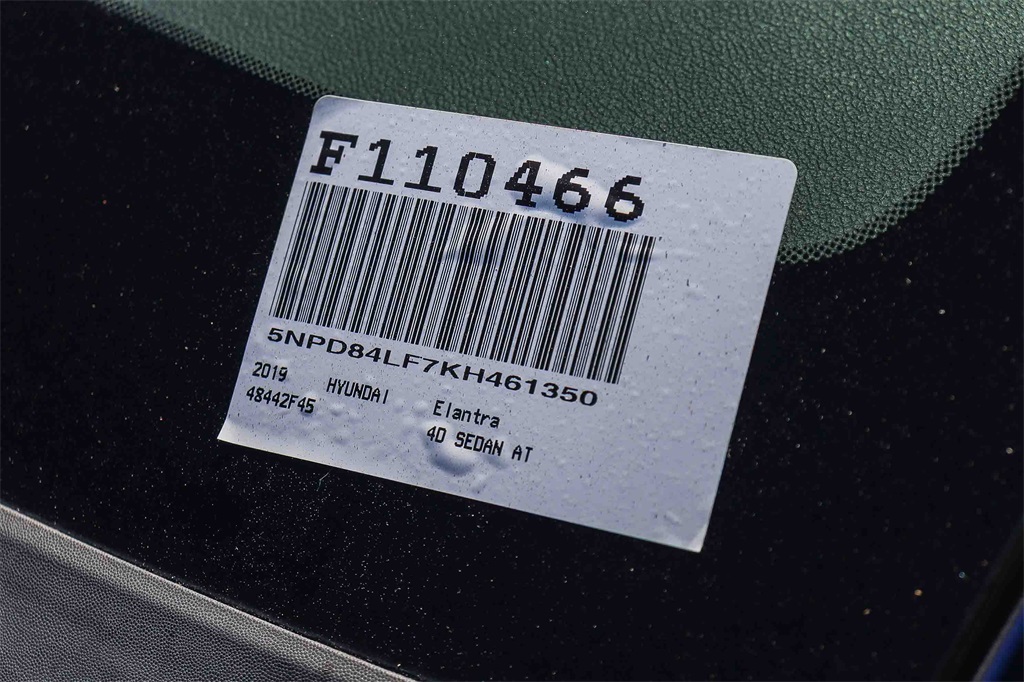 F110466
5NPD84LF7KH461350
2019 HYUNDAI Elantra
48442F45 4D SEDAN AT